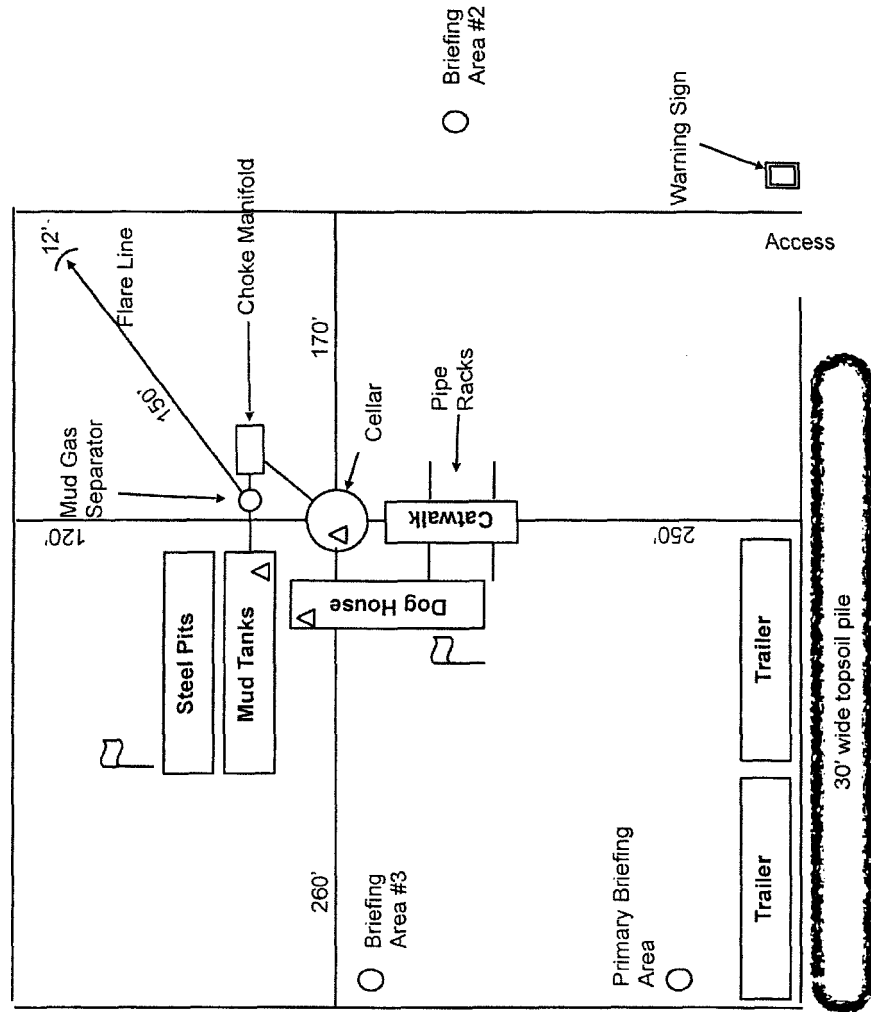 12'
Flare Line
150'
Mud Gas
Separator
Choke Manifold
120'
Steel Pits
Mud Tanks
170'
Cellar
Dog House
Catwalk
Pipe
Racks
260'
250'
Briefing
Area #2
Briefing
Area #3
Primary Briefing
Area
Warning Sign
Access
Trailer
Trailer
30' wide topsoil pile